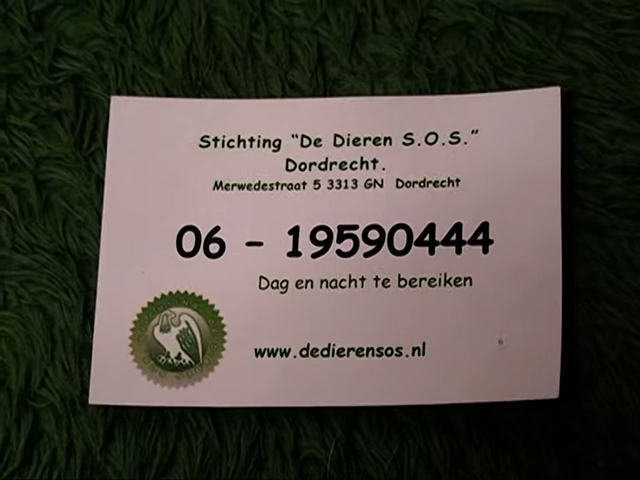 Stichting “De Dieren S.O.S.”
Dordrecht.
Merwedestraat 5 3313 GN Dordrecht
06 - 19590444
Dag en nacht te bereiken
www.dedierensos.nl